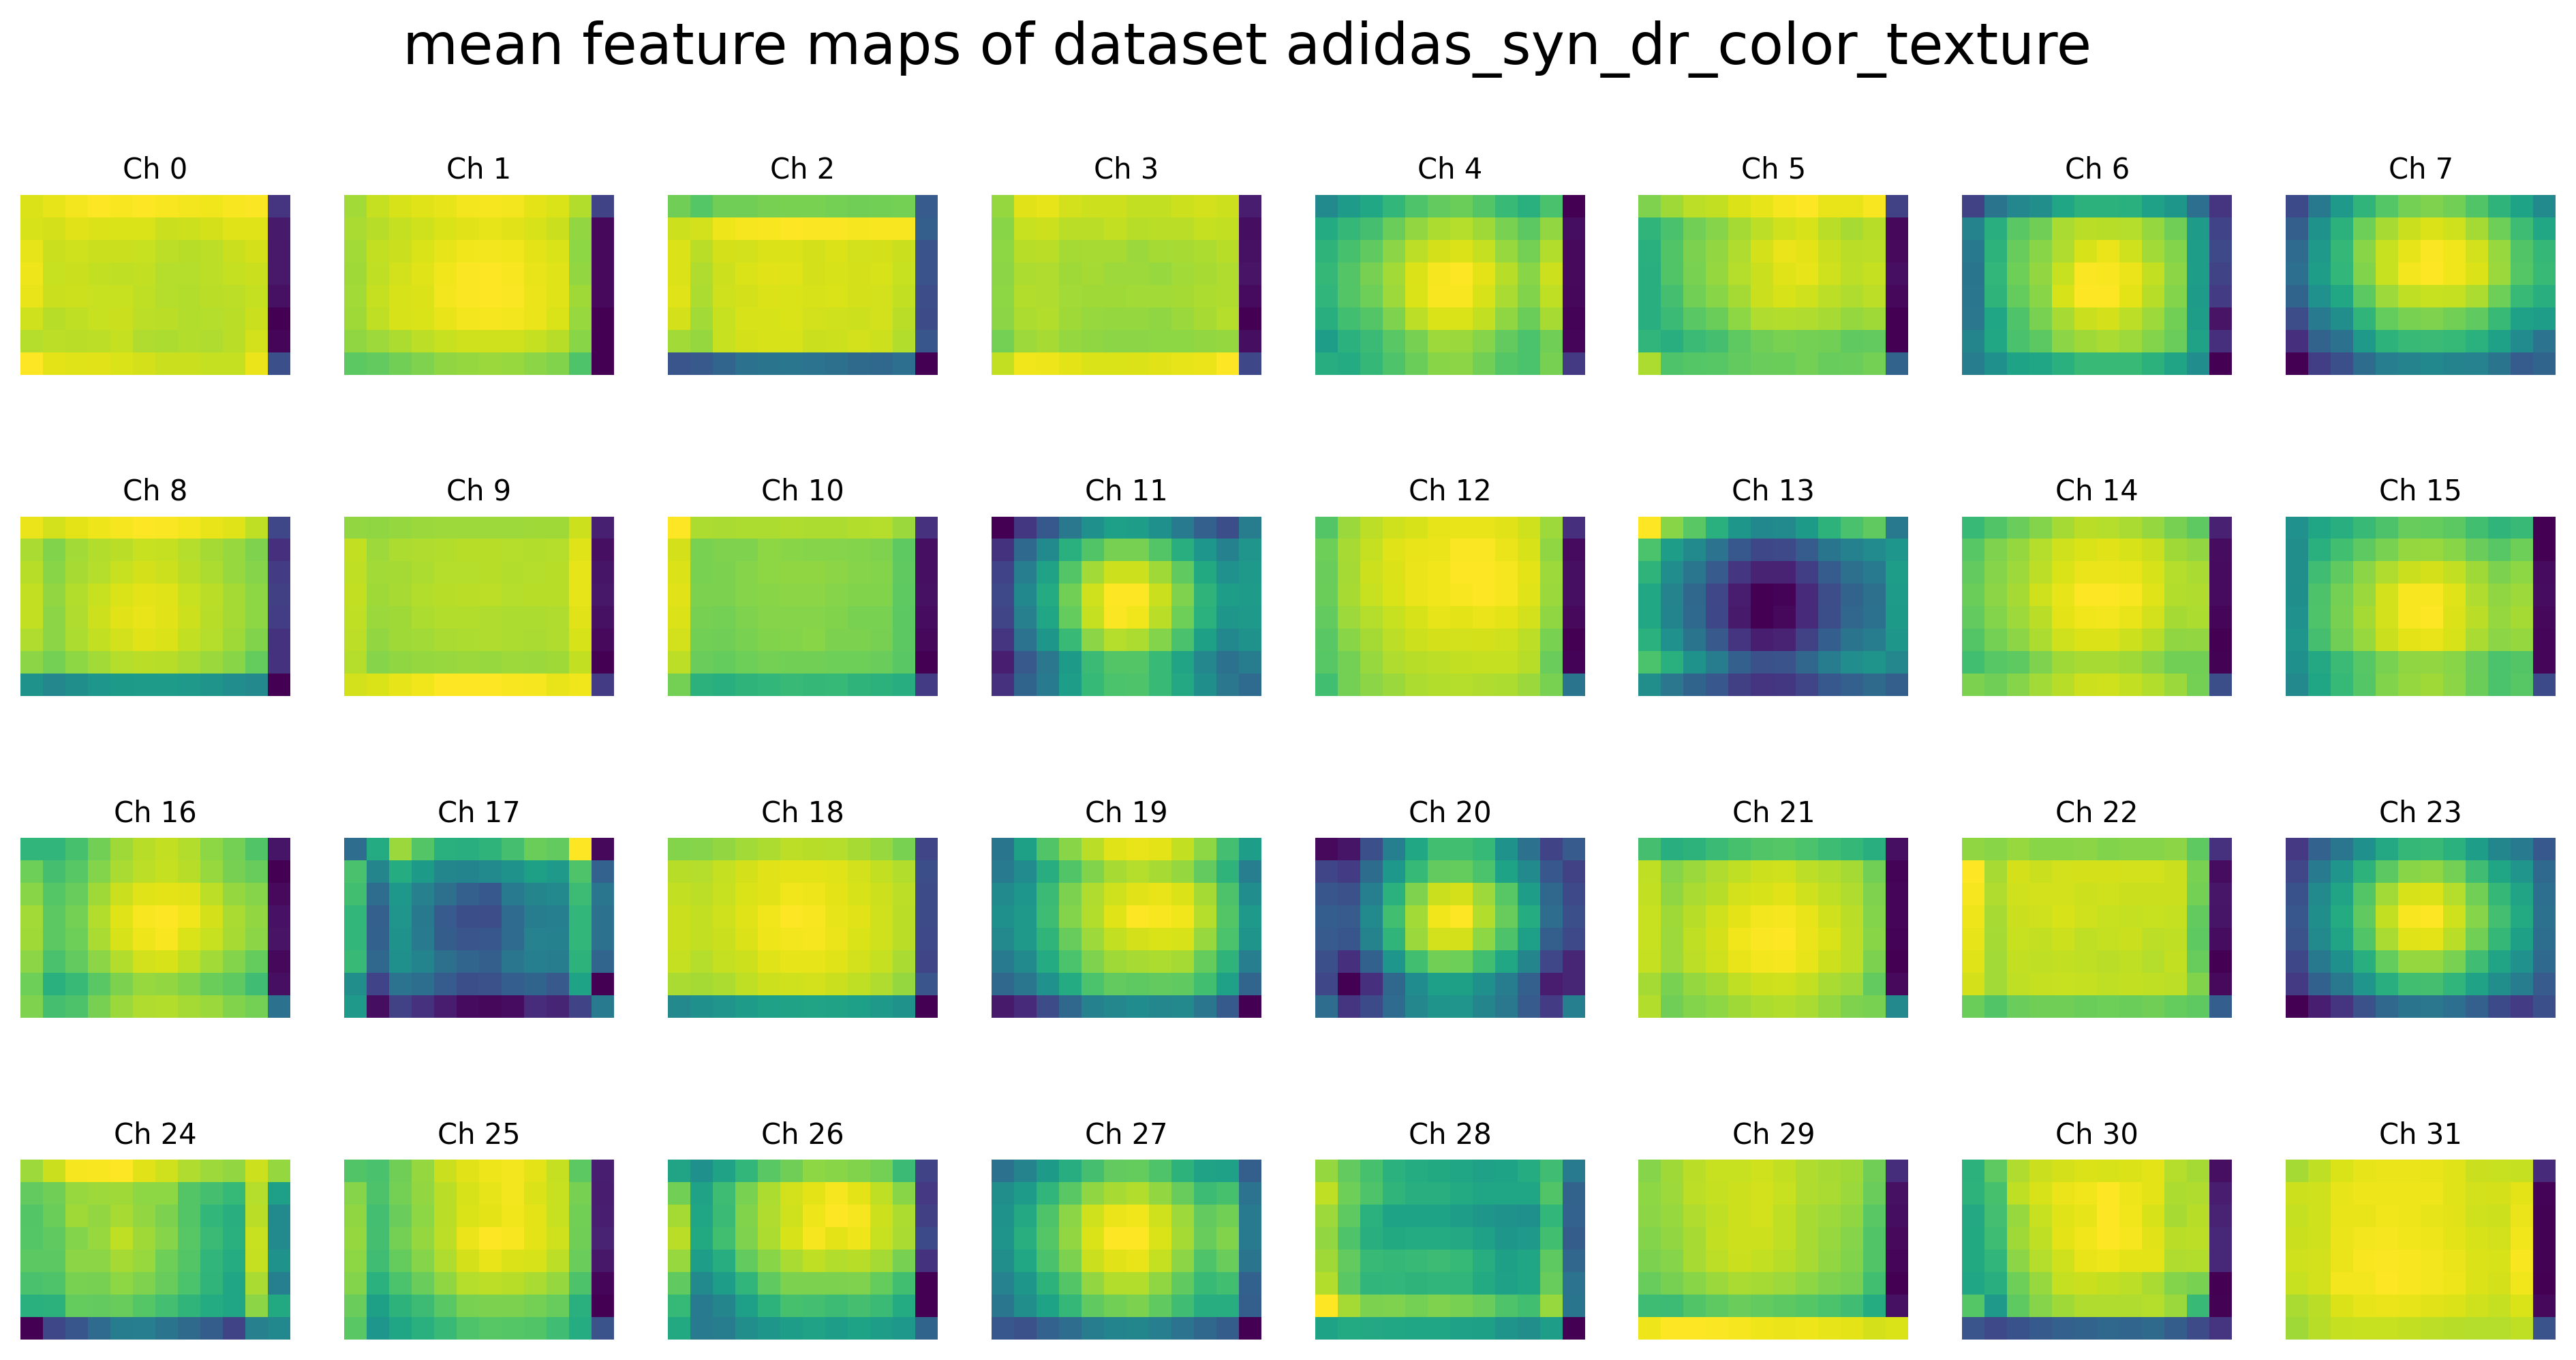 mean feature maps of dataset adidas_syn_dr_color_texture
Ch 0 Ch 1 Ch 2 Ch 3 Ch 4 Ch 5 Ch 6 Ch 7
Ch 8 Ch 9 Ch 10 Ch 11 Ch 12 Ch 13 Ch 14 Ch 15
Ch 16 Ch 17 Ch 18 Ch 19 Ch 20 Ch 21 Ch 22 Ch 23
Ch 24 Ch 25 Ch 26 Ch 27 Ch 28 Ch 29 Ch 30 Ch 31